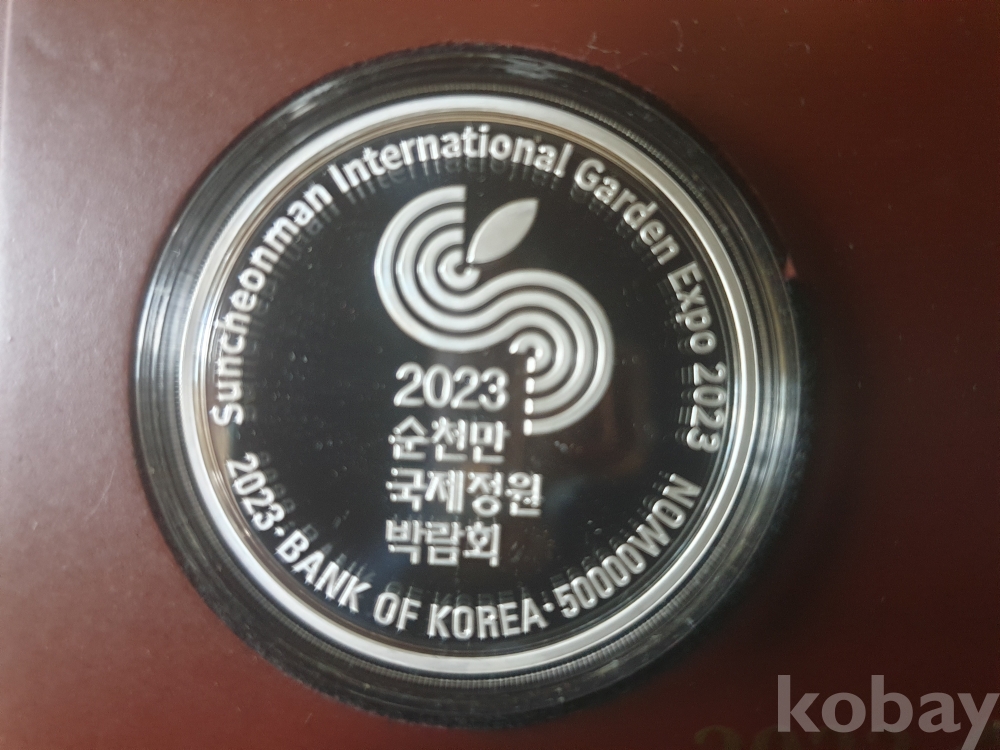 Suncheonman International Garden Expo 2023
2023
순천만
국제정원
박람회
2023·BANK OF KOREA·50000WON
kobay